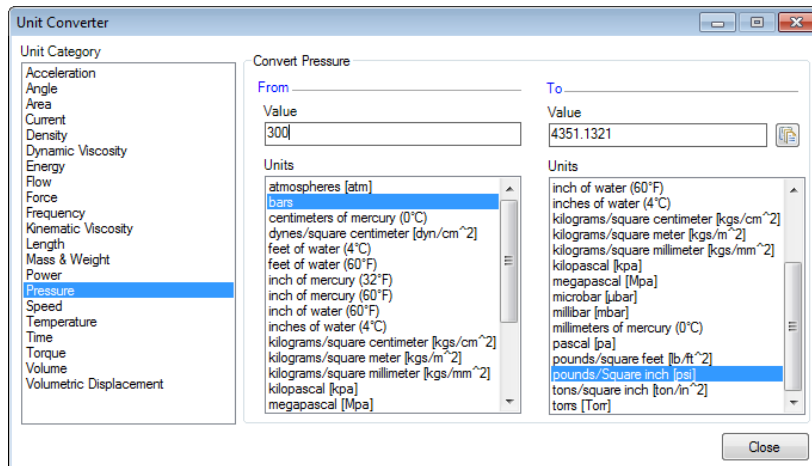 Unit Converter
Unit Category
Acceleration
Angle
Area
Current
Density
Dynamic Viscosity
Energy
Flow
Force
Frequency
Kinematic Viscosity
Length
Mass & Weight
Power
Pressure
Speed
Temperature
Time
Torque
Volume
Volumetric Displacement
Convert Pressure
From
Value
300
Units
atmospheres [atm]
bars
centimeters of mercury (0°C)
dynes/square centimeter [dyn/cm^2]
feet of water (4°C)
feet of water (60°F)
inch of mercury (32°F)
inch of mercury (60°F)
inch of water (60°F)
inches of water (4°C)
kilograms/square centimeter [kgs/cm^2]
kilograms/square meter [kg/m^2]
kilograms/square millimeter [kgs/mm^2]
kilopascal [kpa]
megapascal [Mpa]
To
Value
4351.1321
Units
inch of water (60°F)
inches of water (4°C)
kilograms/square centimeter [kgs/cm^2]
kilograms/square meter [kgs/m^2]
kilograms/square millimeter [kgs/mm^2]
kilopascal [kpa]
megapascal [Mpa]
microbar [µbar]
millibar [mbar]
millimeters of mercury (0°C)
pascal [pa]
pounds/square feet [lb/ft^2]
pounds/Square inch [psi]
tons/square inch [ton/in^2]
torrs [Torr]
Close